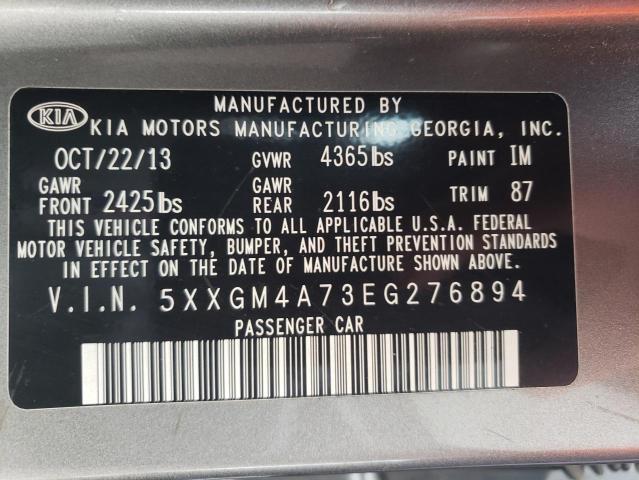 MANUFACTURED BY
KIA KIA MOTORS MANUFACTURING GEORGIA, INC.
OCT/22/13 GVWR 4365lbs PAINT IM
GAWR FRONT 2425lbs GAWR REAR 2116lbs TRIM 87
THIS VEHICLE CONFORMS TO ALL APPLICABLE U.S.A. FEDERAL
MOTOR VEHICLE SAFETY, BUMPER, AND THEFT PREVENTION STANDARDS
IN EFFECT ON THE DATE OF MANUFACTURE SHOWN ABOVE.
V.I.N. 5XXGM4A73EG276894
PASSENGER CAR